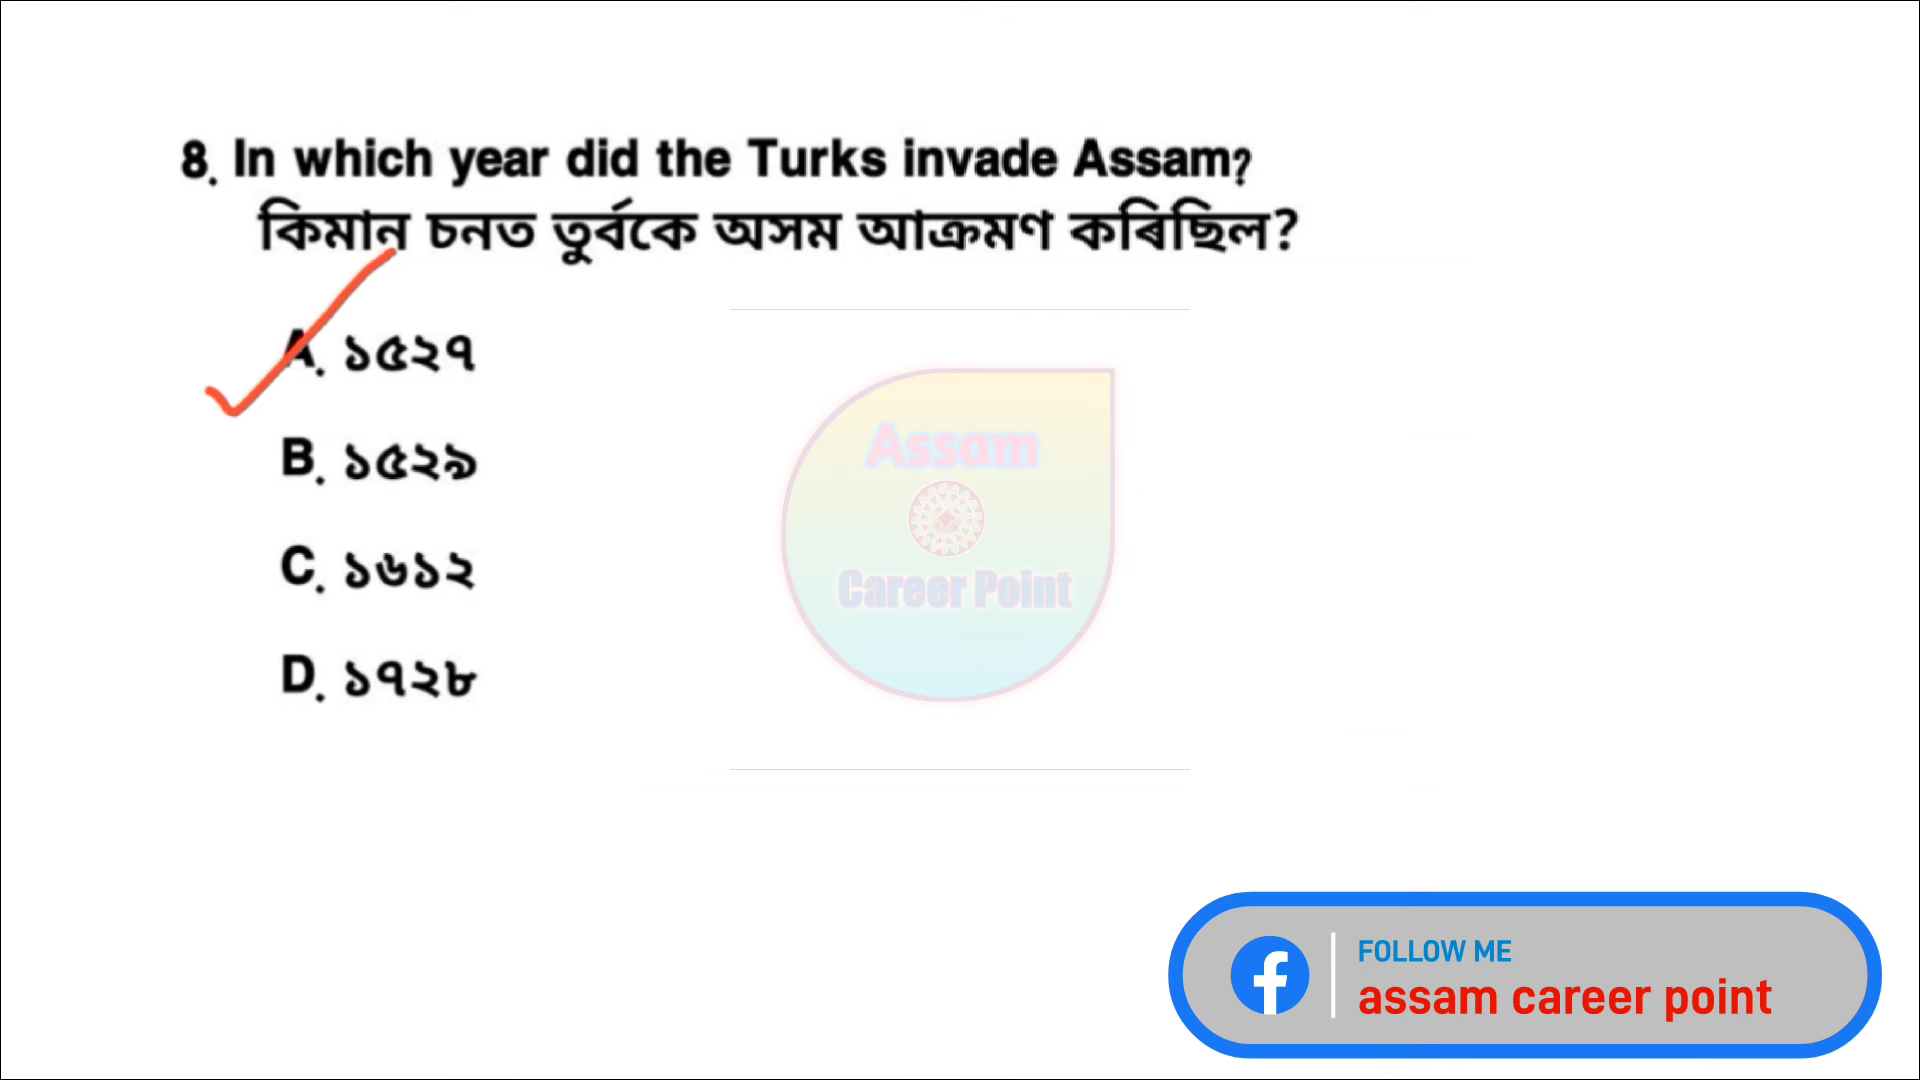 8. In which year did the Turks invade Assam?
কিমান চনত তুৰ্বকে অসম আক্ৰমণ কৰিছিল?
A. ১৫২৭
B. ১৫২৯
C. ১৬১২
D. ১৭২৮
Assam
Career Point
FOLLOW ME
assam career point